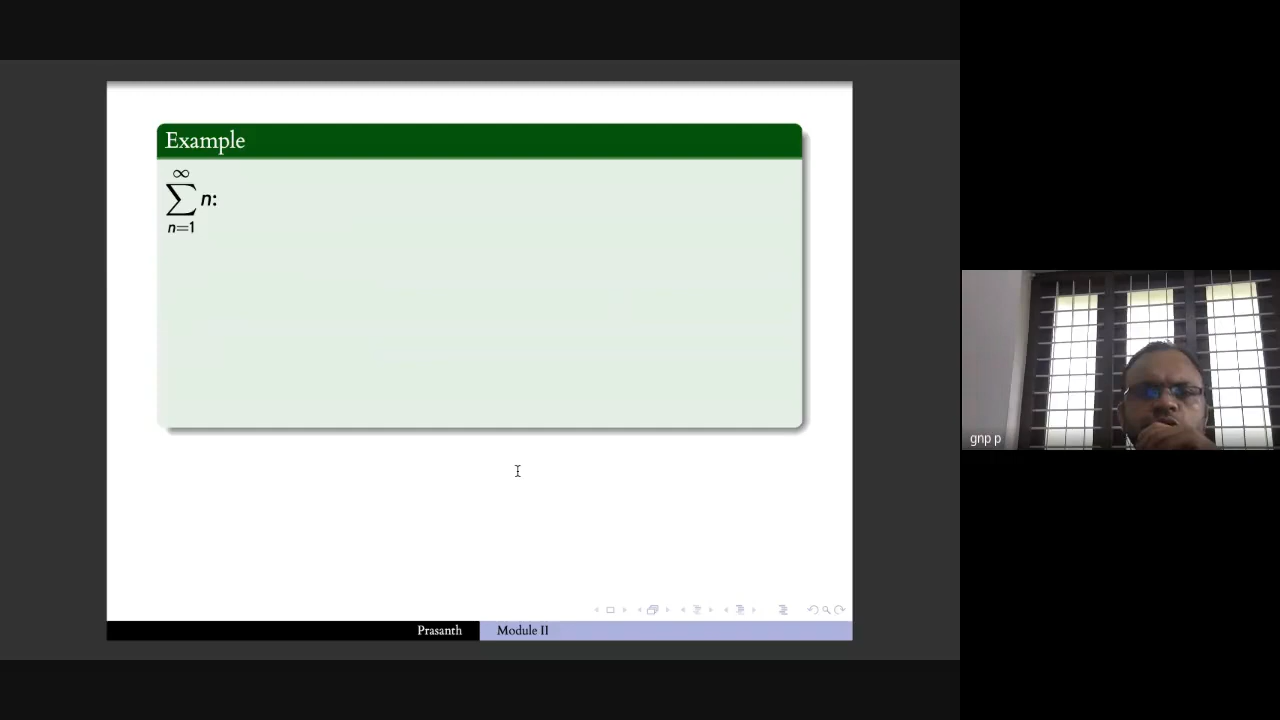 Example
∞
∑ n:
n=1
gnp p
Prasanth Module II